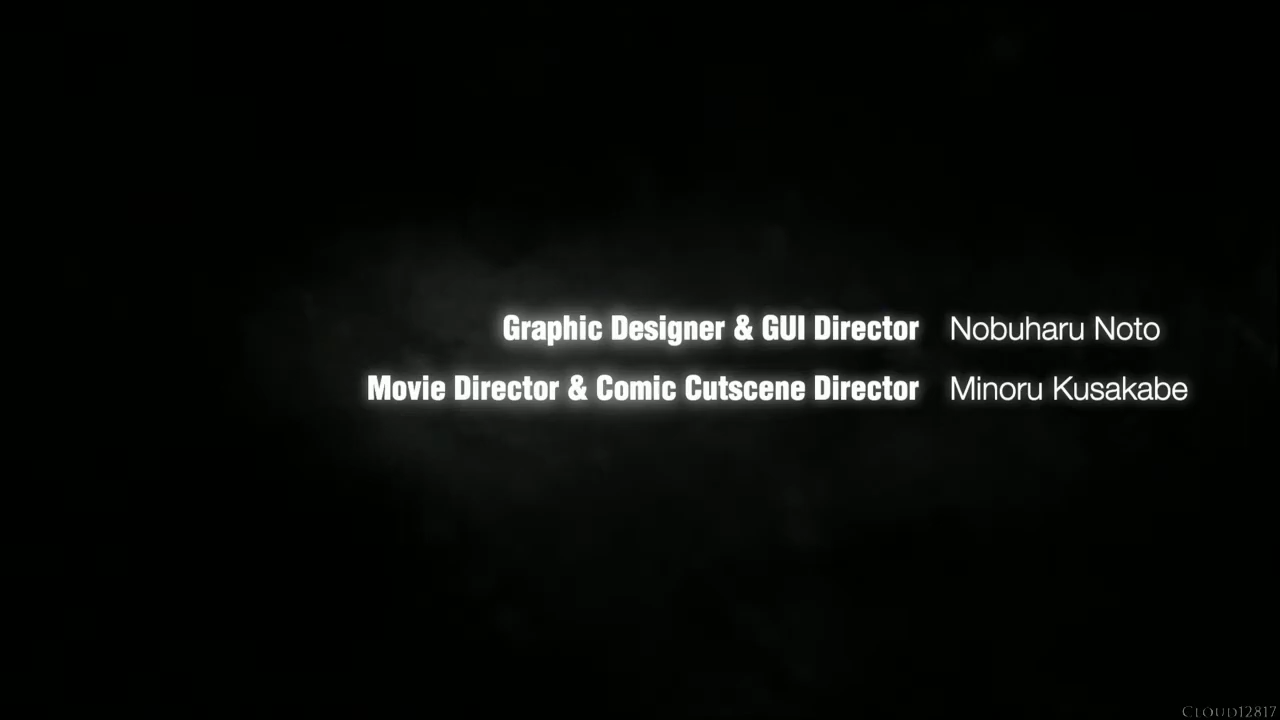 Graphic Designer & GUI Director Nobuharu Noto
Movie Director & Comic Cutscene Director Minoru Kusakabe
Cloud12817